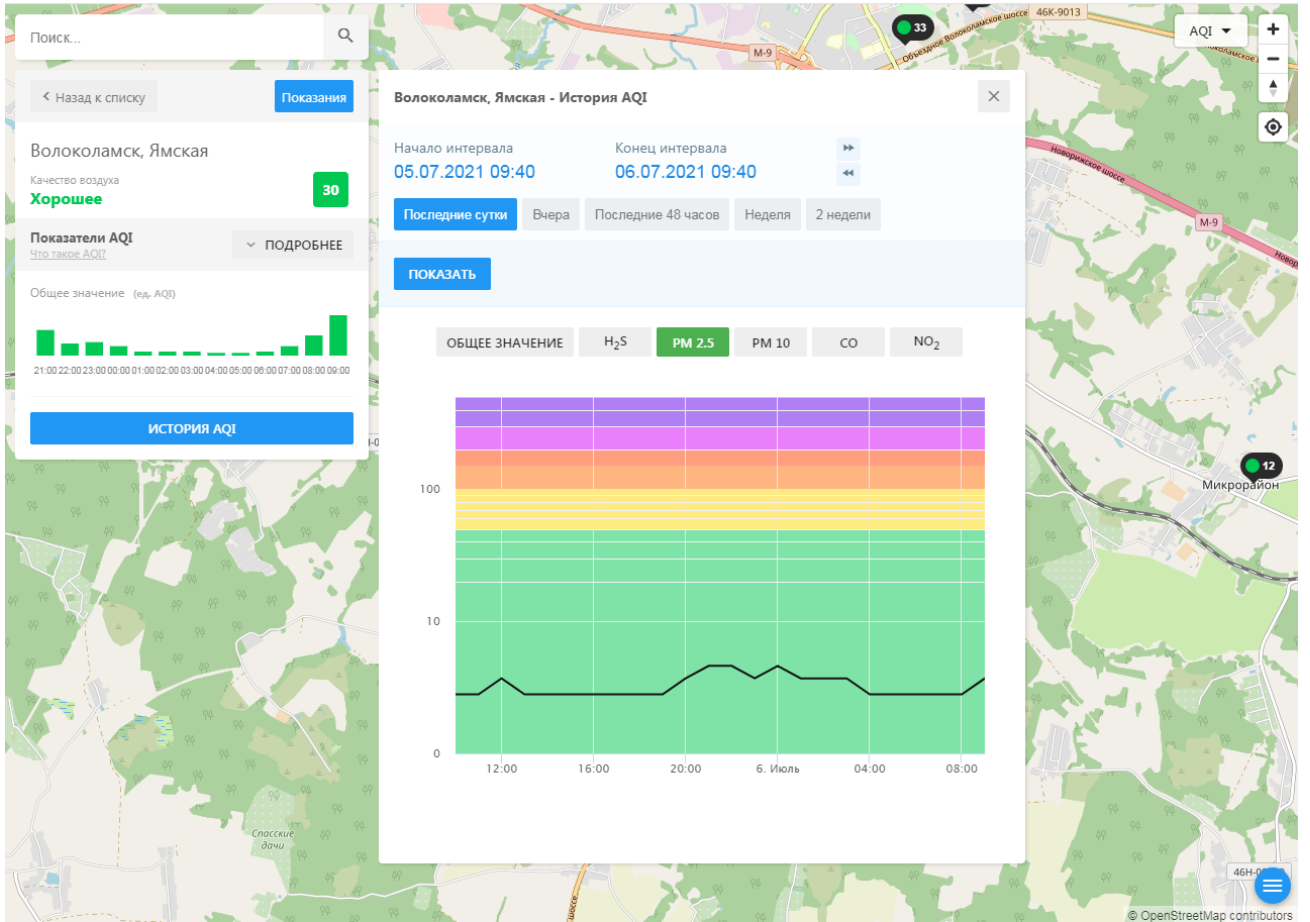 Поиск...
46К-9013
33
Объездное Волоколамское шоссе
М-9
AQI
Назад к списку
Показания
Волоколамск, Ямская
Качество воздуха
Хорошее
30
Показатели AQI
Что такое AQI?
ПОДРОБНЕЕ
Общее значение (ед. AQI)
21:00 22:00 23:00 00:00 01:00 02:00 03:00 04:00 05:00 06:00 07:00 08:00 09:00
ИСТОРИЯ AQI
Волоколамск, Ямская - История AQI
Начало интервала
Конец интервала
05.07.2021 09:40
06.07.2021 09:40
Последние сутки
Вчера
Последние 48 часов
Неделя
2 недели
ПОКАЗАТЬ
ОБЩЕЕ ЗНАЧЕНИЕ
H₂S
PM 2.5
PM 10
CO
NO₂
100
10
0
12:00
16:00
20:00
6. Июль
04:00
08:00
Новорижское шоссе
М-9
12
Микрорайон
Спасские
дачи
© OpenStreetMap contributors